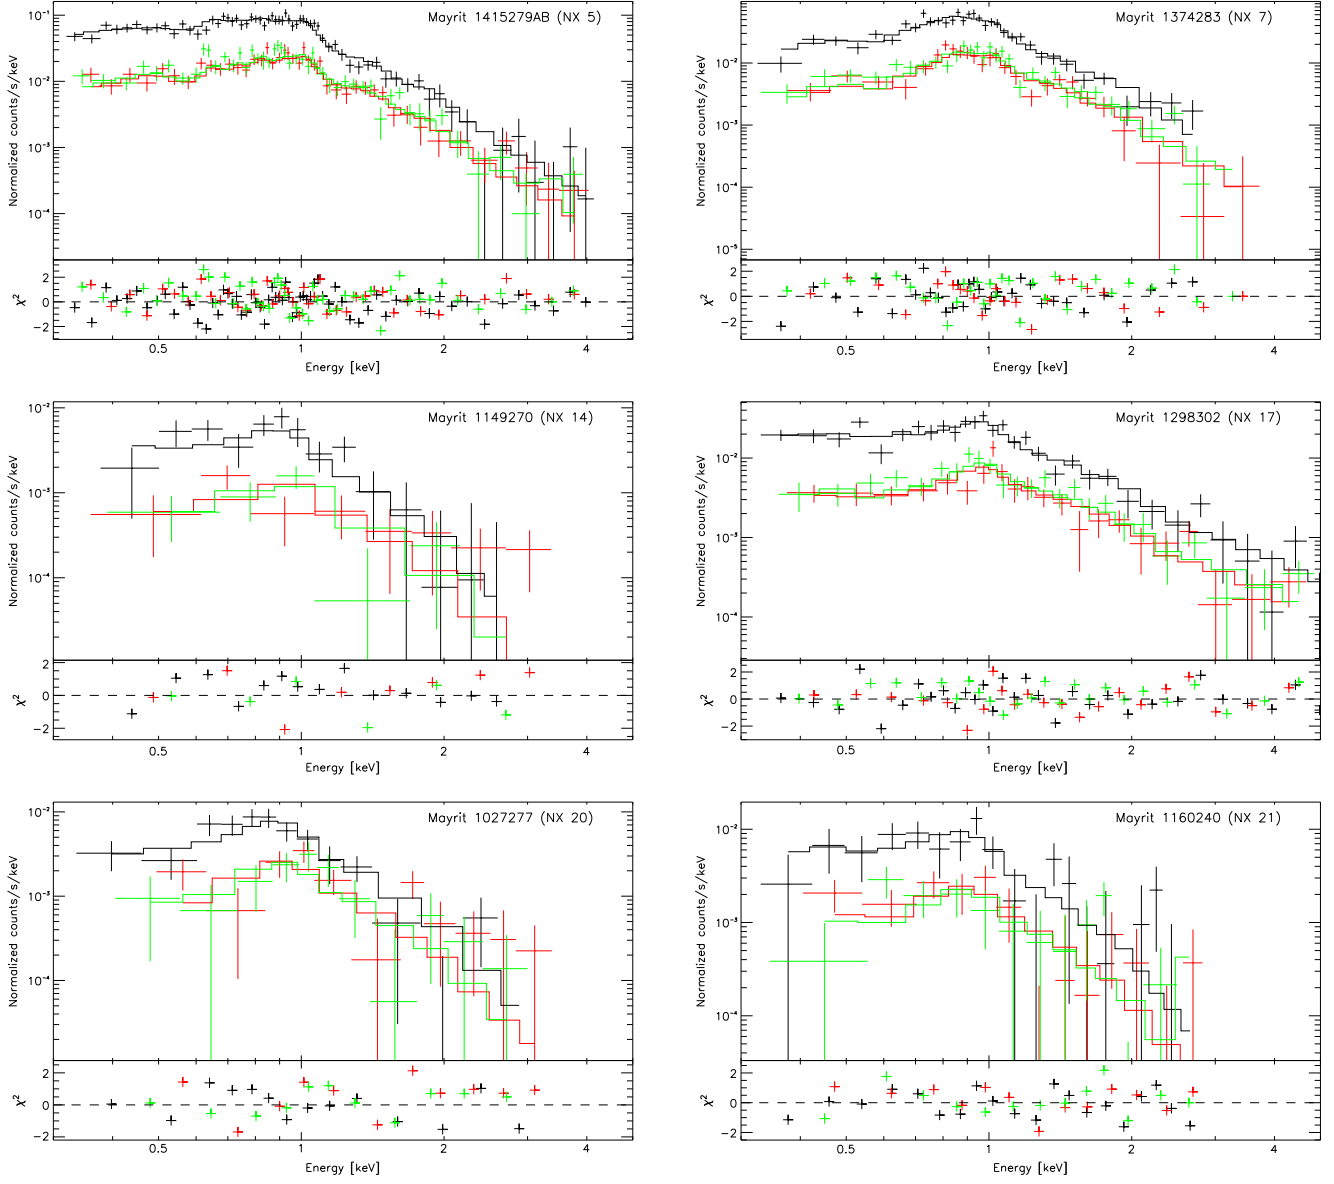 Mayrit 1415279AB (NX 5)
10⁻¹
10⁻²
10⁻³
10⁻⁴
Normalized counts/s/keV
2
0
−2
χ²
0.5 1 2 4
Energy [keV]
Mayrit 1374283 (NX 7)
10⁻²
10⁻³
10⁻⁴
10⁻⁵
Normalized counts/s/keV
2
0
−2
χ²
0.5 1 2 4
Energy [keV]
Mayrit 1149270 (NX 14)
10⁻²
10⁻³
10⁻⁴
Normalized counts/s/keV
2
0
−2
χ²
0.5 1 2 4
Energy [keV]
Mayrit 1298302 (NX 17)
10⁻²
10⁻³
10⁻⁴
Normalized counts/s/keV
2
0
−2
χ²
0.5 1 2 4
Energy [keV]
Mayrit 1027277 (NX 20)
10⁻²
10⁻³
10⁻⁴
Normalized counts/s/keV
2
0
−2
χ²
0.5 1 2 4
Energy [keV]
Mayrit 1160240 (NX 21)
10⁻²
10⁻³
10⁻⁴
Normalized counts/s/keV
2
0
−2
χ²
0.5 1 2 4
Energy [keV]